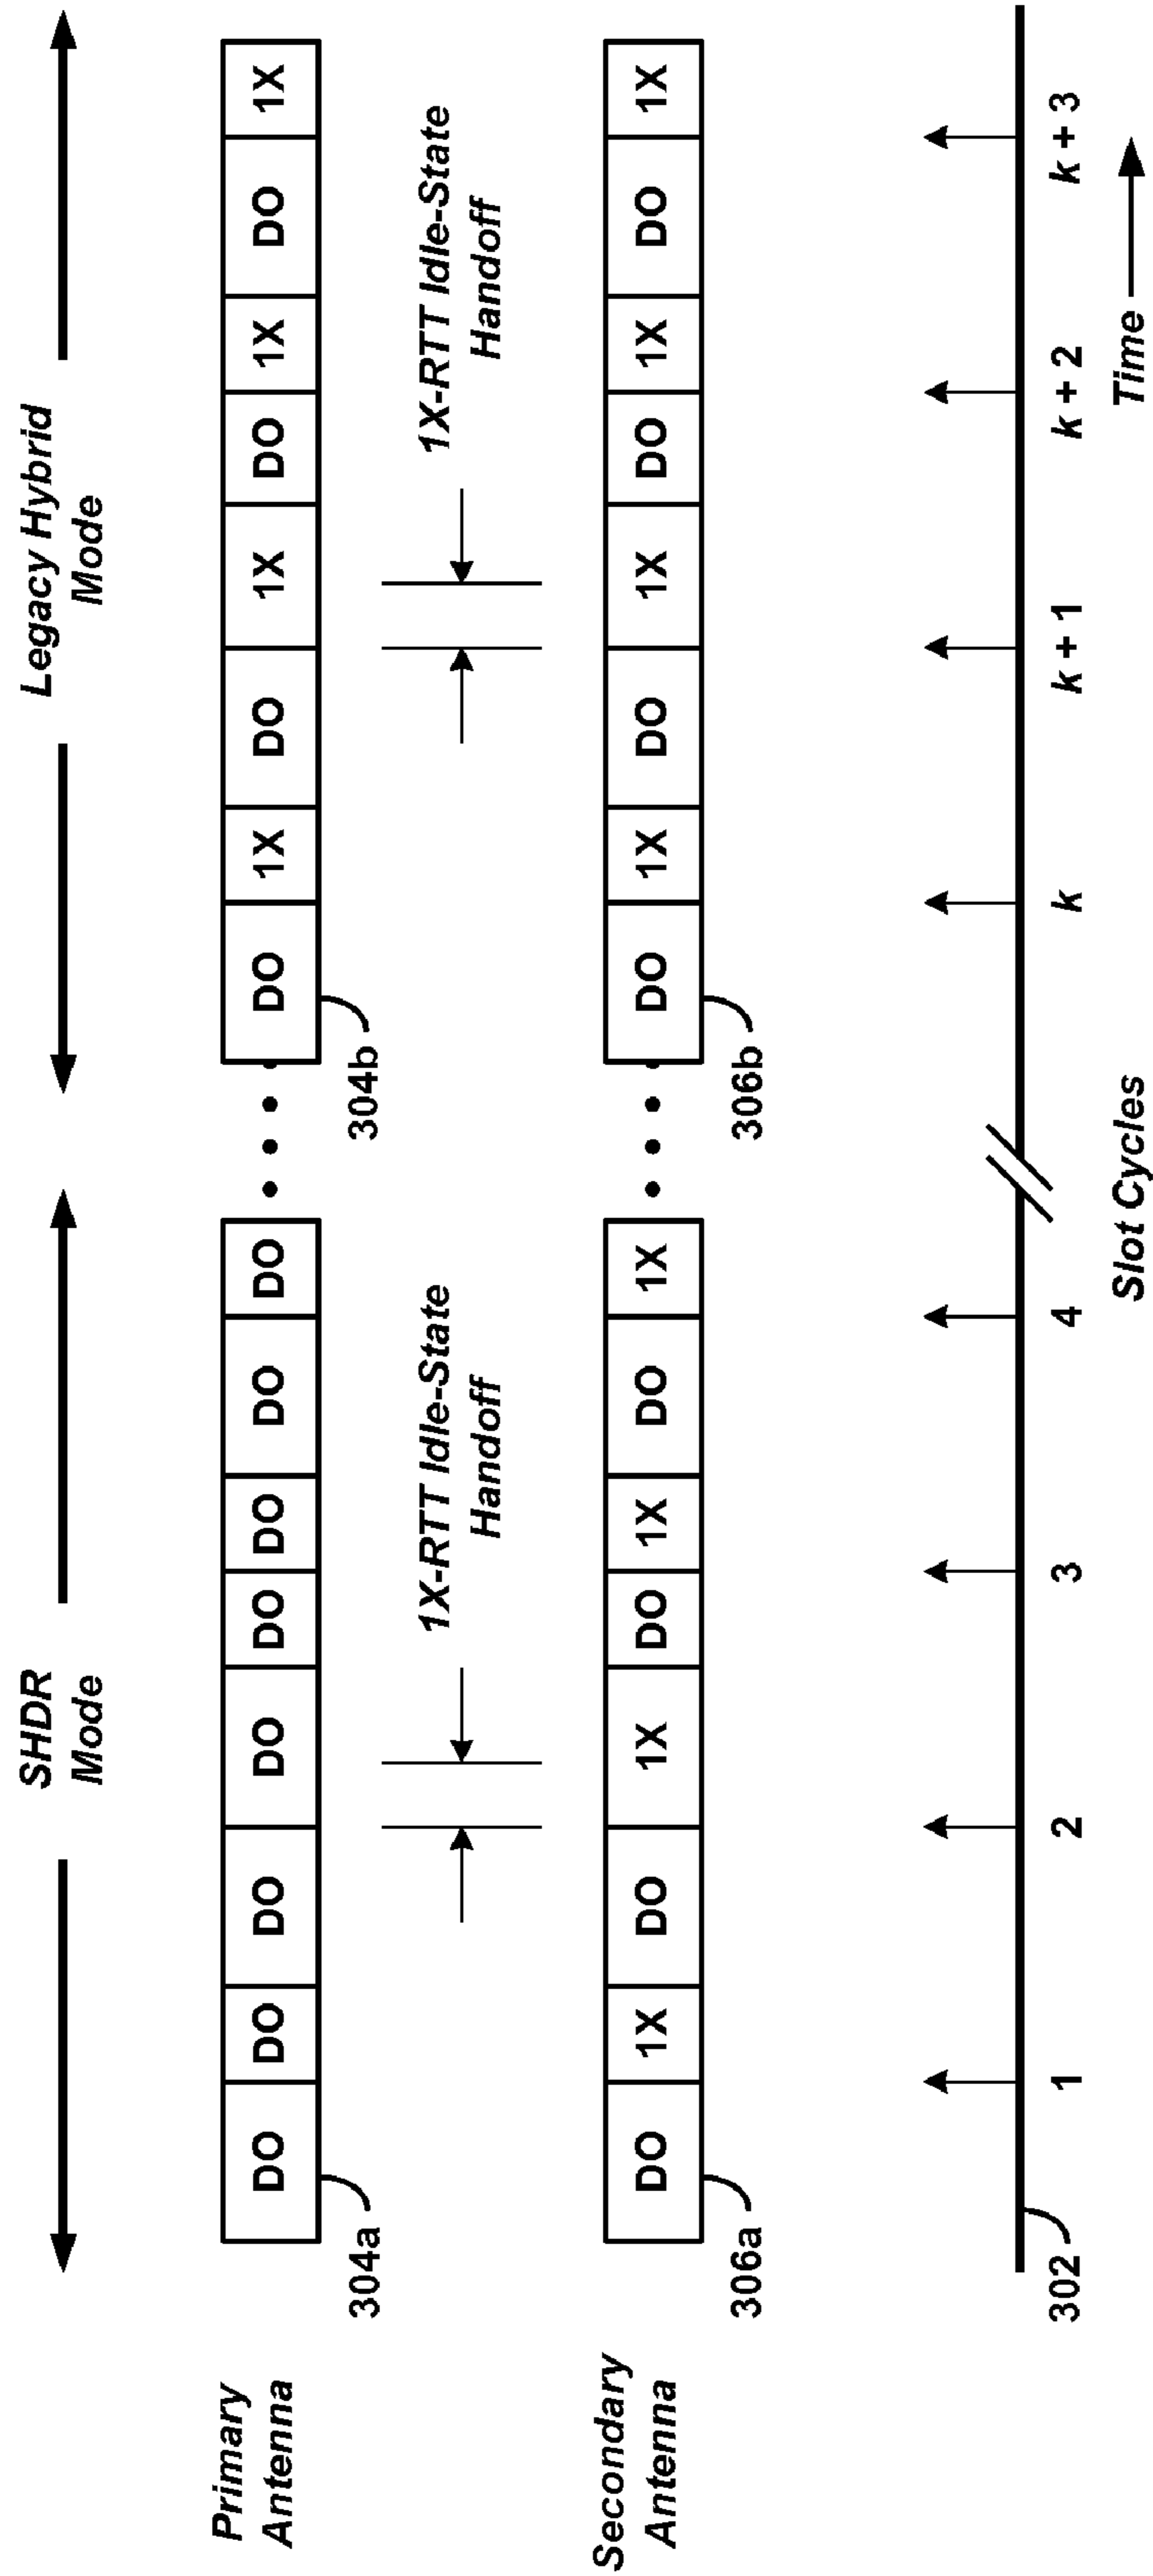 SHDR
Mode
Legacy Hybrid
Mode
Primary
Antenna
DO DO DO DO DO DO DO DO
DO 1X DO 1X DO 1X DO 1X
304a
304b
1X-RTT Idle-State
Handoff
1X-RTT Idle-State
Handoff
Secondary
Antenna
DO 1X DO 1X DO 1X DO 1X
DO 1X DO 1X DO 1X DO 1X
306a
306b
302
1 2 3 4 k k + 1 k + 2 k + 3
Slot Cycles
Time